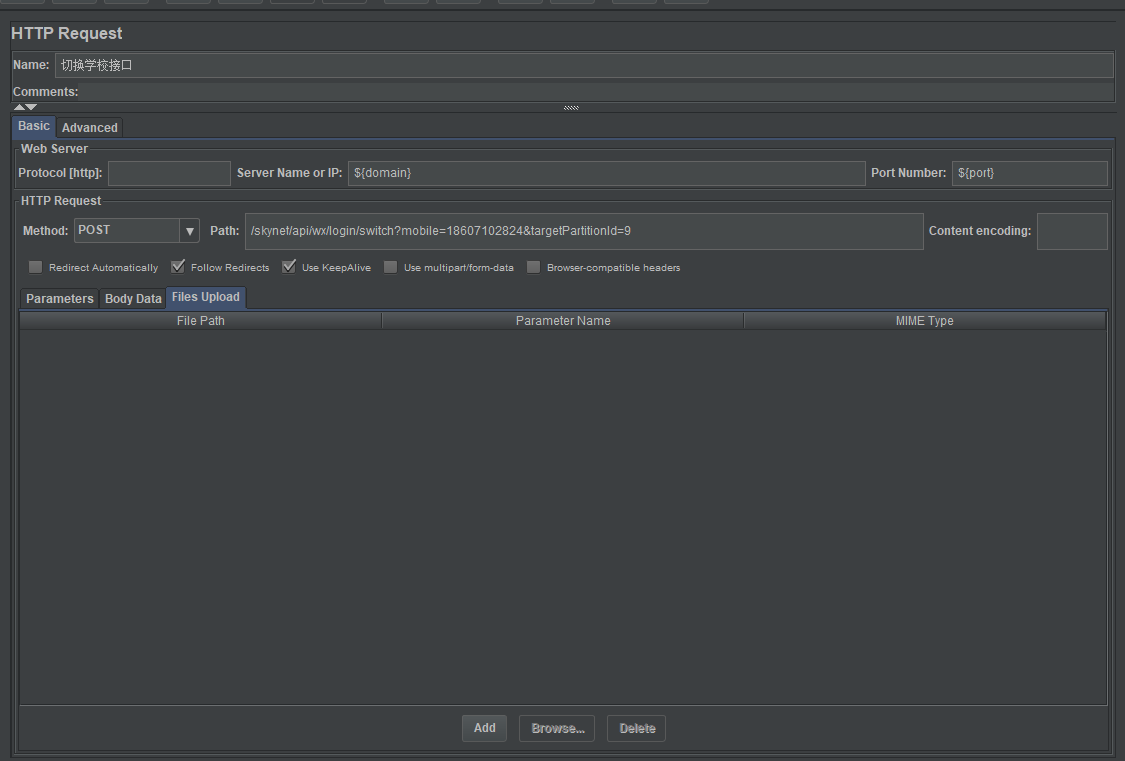 HTTP Request
Name: 切换学校接口
Comments:
Basic Advanced
Web Server
Protocol [http]: Server Name or IP: ${domain} Port Number: ${port}
HTTP Request
Method: POST Path: /skynet/api/wx/login/switch?mobile=18607102824&targetPartitionId=9 Content encoding:
Redirect Automatically Follow Redirects Use KeepAlive Use multipart/form-data Browser-compatible headers
Parameters Body Data Files Upload
File Path Parameter Name MIME Type
Add Browse... Delete